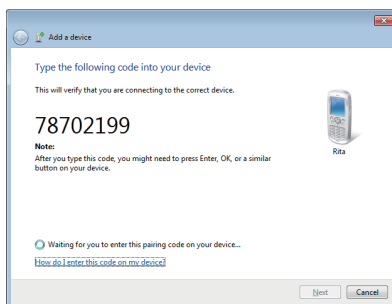 Add a device
Type the following code into your device
This will verify that you are connecting to the correct device.
78702199
Note:
After you type this code, you might need to press Enter, OK, or a similar
button on your device.
Rita
Waiting for you to enter this pairing code on your device...
How do I enter this code on my device?
Next Cancel